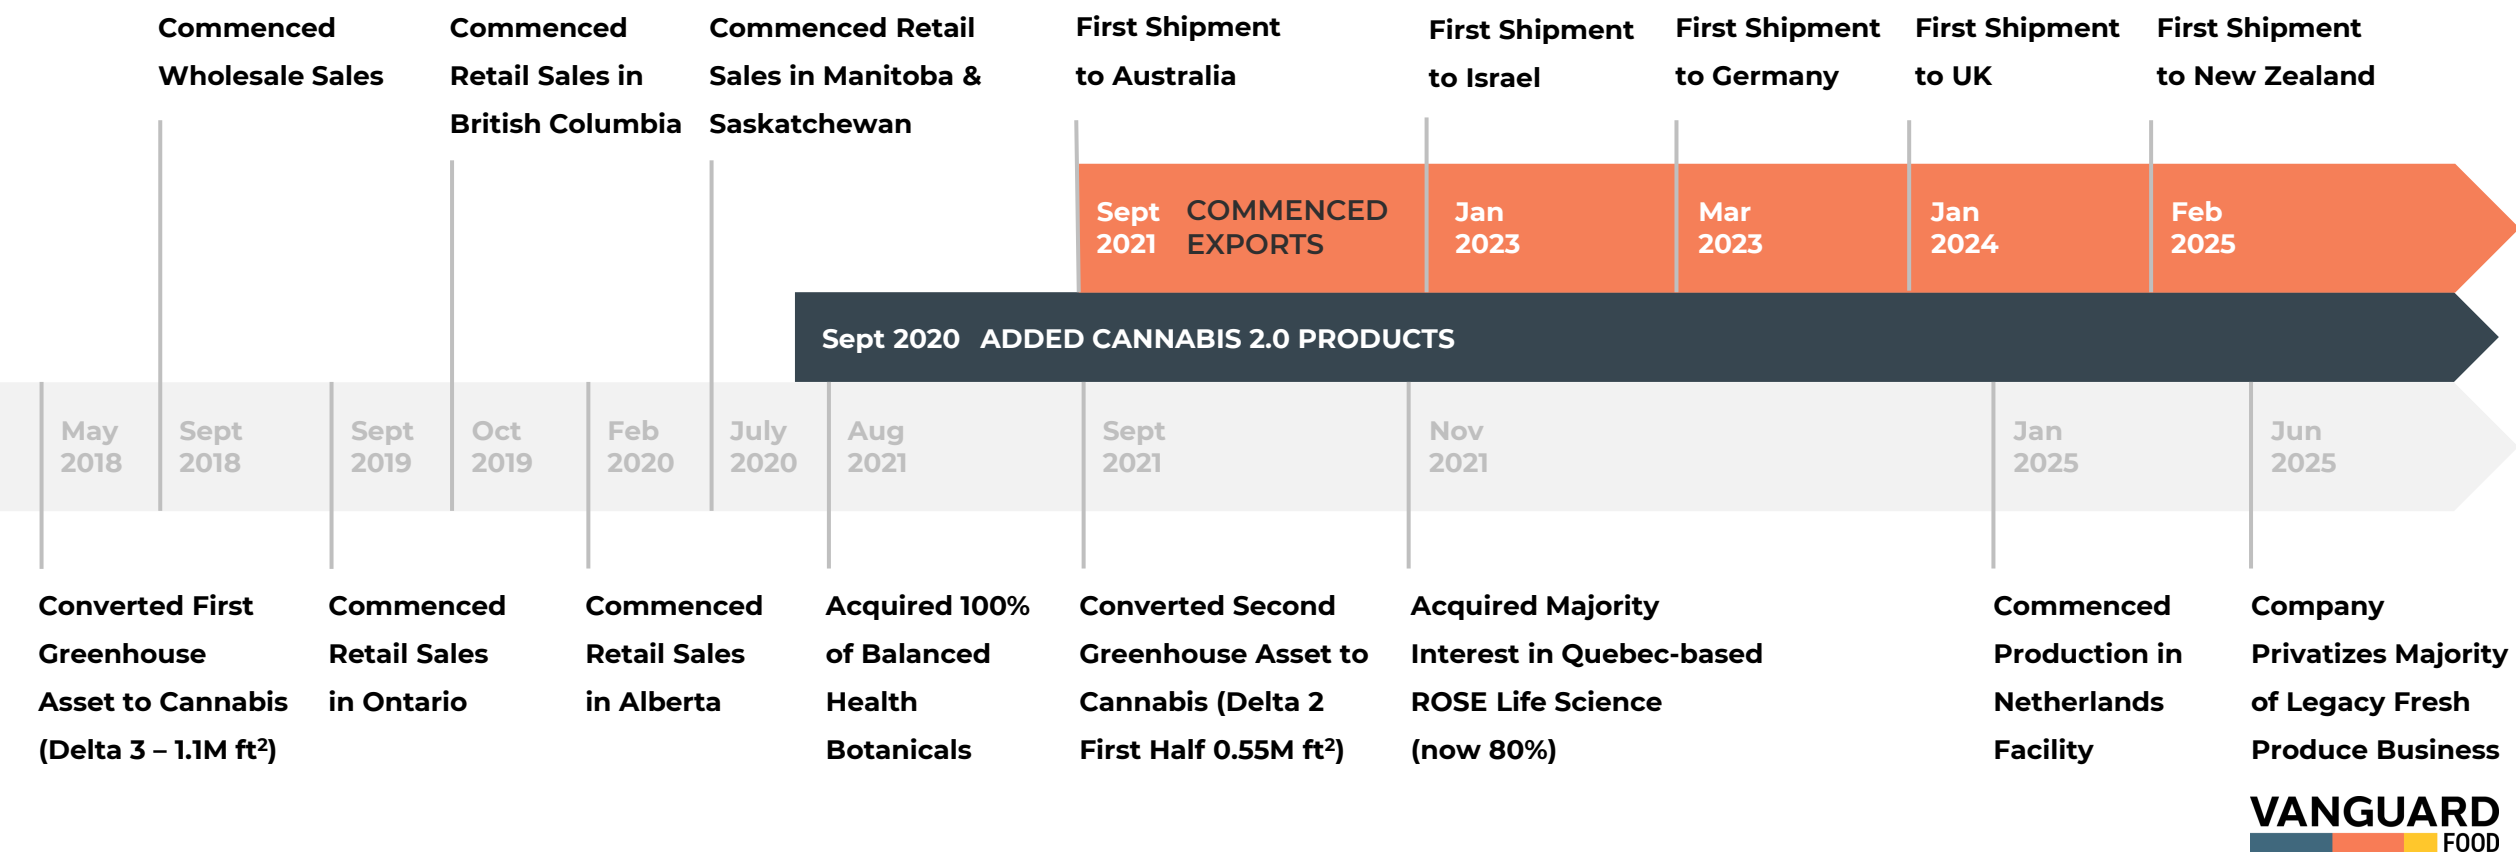 Commenced
Wholesale Sales
Commenced
Retail Sales in
British Columbia
Commenced Retail
Sales in Manitoba &
Saskatchewan
First Shipment
to Australia
First Shipment
to Israel
First Shipment
to Germany
First Shipment
to UK
First Shipment
to New Zealand
Sept
2021
COMMENCED
EXPORTS
Jan
2023
Mar
2023
Jan
2024
Feb
2025
Sept 2020 ADDED CANNABIS 2.0 PRODUCTS
May
2018
Sept
2018
Sept
2019
Oct
2019
Feb
2020
July
2020
Aug
2021
Sept
2021
Nov
2021
Jan
2025
Jun
2025
Converted First
Greenhouse
Asset to Cannabis
(Delta 3 – 1.1M ft²)
Commenced
Retail Sales
in Ontario
Commenced
Retail Sales
in Alberta
Acquired 100%
of Balanced
Health
Botanicals
Converted Second
Greenhouse Asset to
Cannabis (Delta 2
First Half 0.55M ft²)
Acquired Majority
Interest in Quebec-based
ROSE Life Science
(now 80%)
Commenced
Production in
Netherlands
Facility
Company
Privatizes Majority
of Legacy Fresh
Produce Business
VANGUARD
FOOD